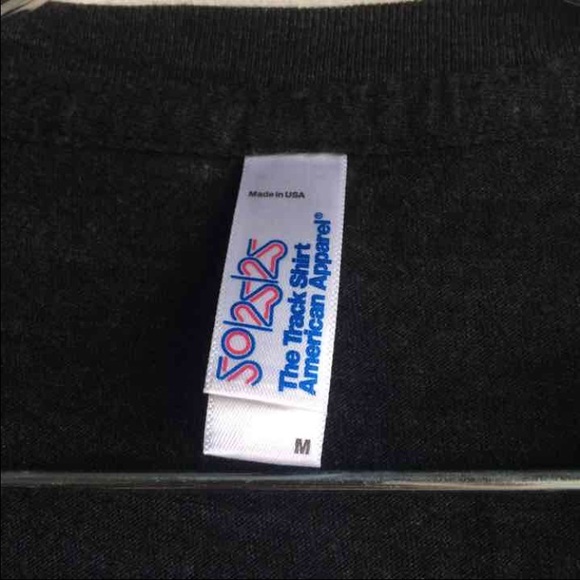 Made in USA
50/25/25
The Track Shirt
American Apparel®
M